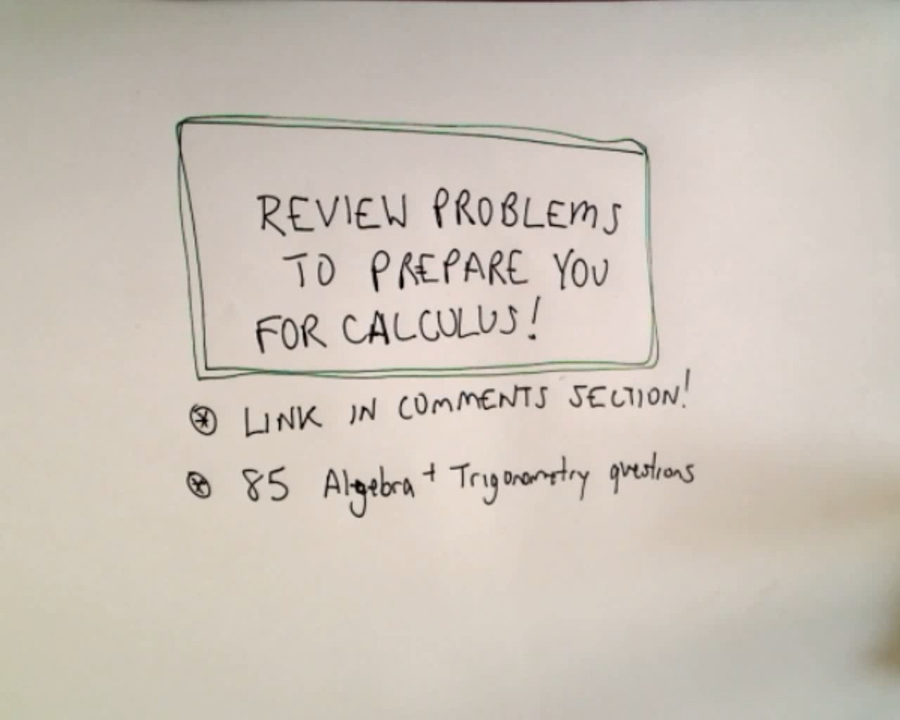 REVIEW PROBLEMS
TO PREPARE YOU
FOR CALCULUS!
⊛ LINK IN COMMENTS SECTION!
⊛ 85 Algebra + Trigonometry questions